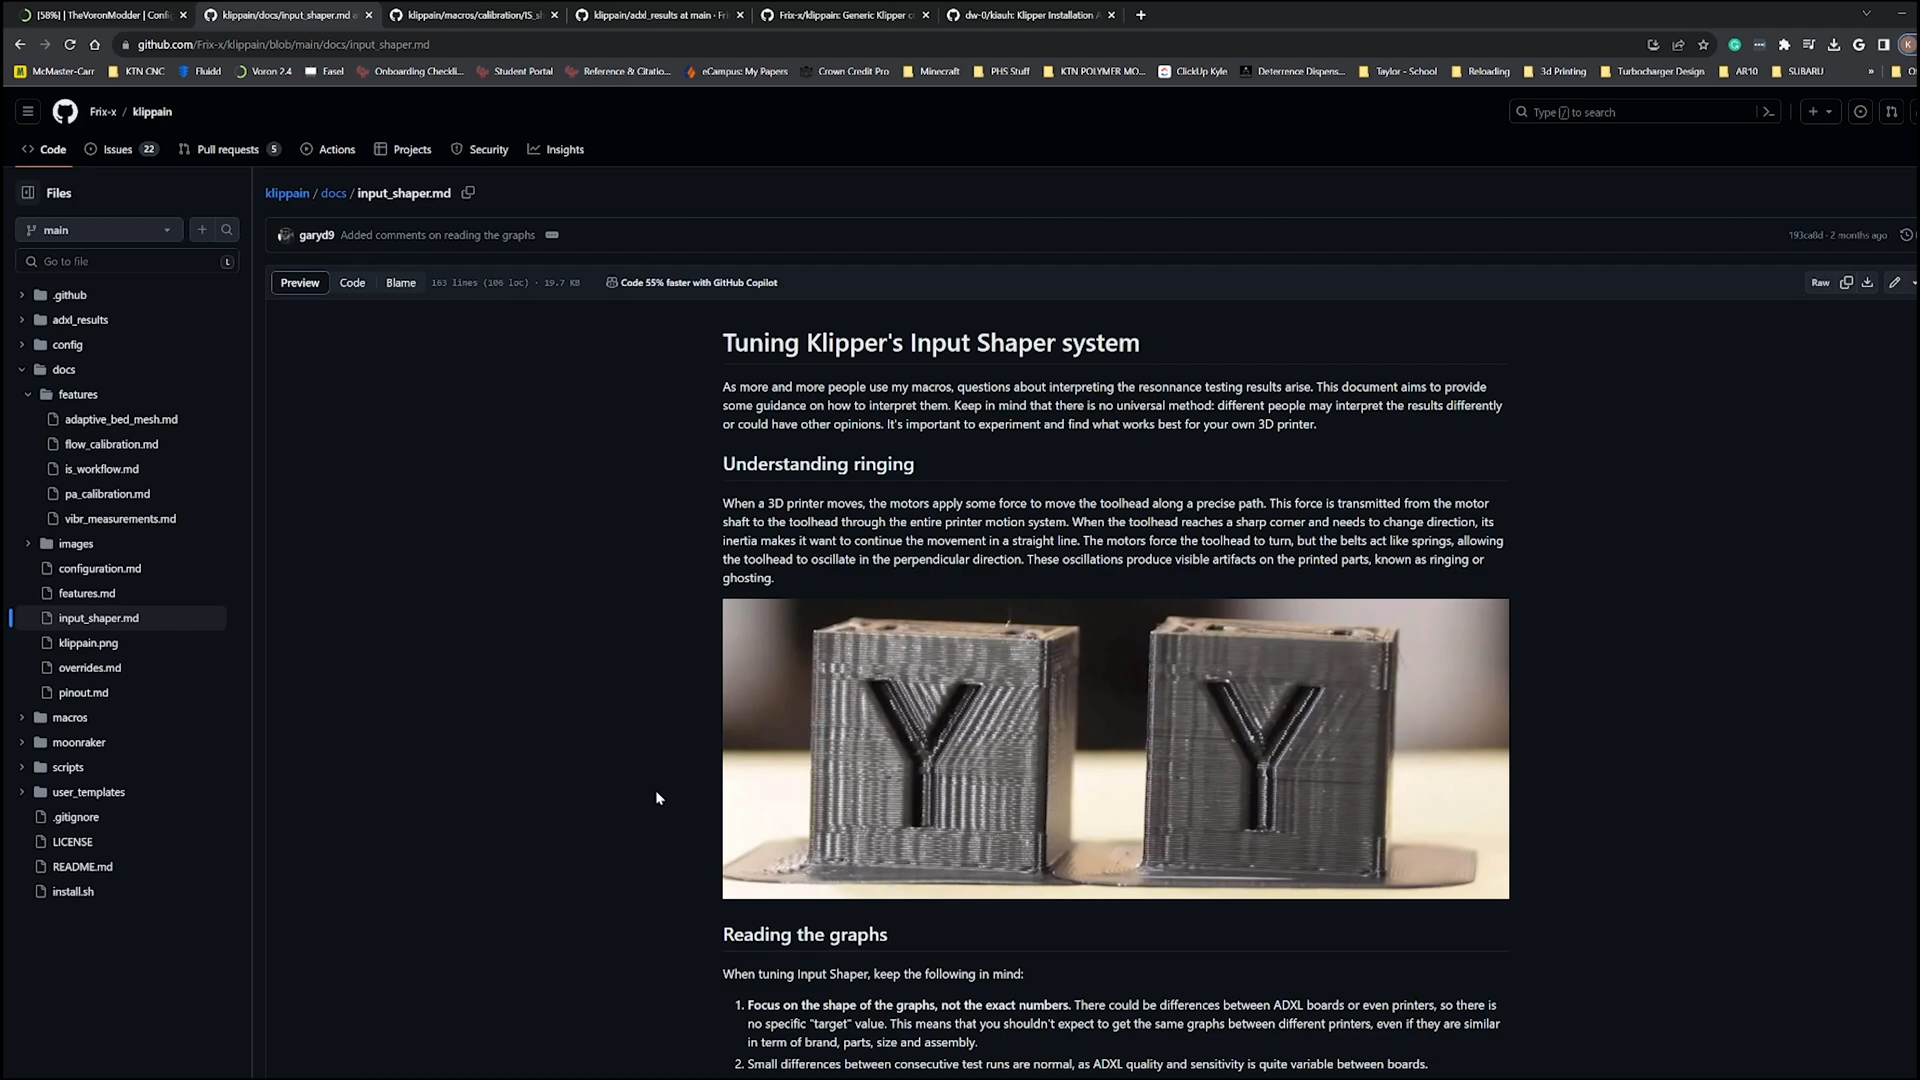 [58%] | TheVoronModder | Config
klippain/docs/input_shaper.md a
klippain/macros/calibration/IS_sh
klippain/adxl_results at main · Fri
Frix-x/klippain: Generic Klipper c
dw-0/kiauh: Klipper Installation A
github.com/Frix-x/klippain/blob/main/docs/input_shaper.md
K
McMaster-Carr
KTN CNC
Fluidd
Voron 2.4
Easel
Onboarding Checkli...
Student Portal
Reference & Citatio...
eCampus: My Papers
Crown Credit Pro
Minecraft
PHS Stuff
KTN POLYMER MO...
ClickUp Kyle
Deterrence Dispens...
Taylor - School
Reloading
3d Printing
Turbocharger Design
AR10
SUBARU
»
Frix-x / klippain
Type / to search
Code
Issues 22
Pull requests 5
Actions
Projects
Security
Insights
Files
main
Go to file
.github
adxl_results
config
docs
features
adaptive_bed_mesh.md
flow_calibration.md
is_workflow.md
pa_calibration.md
vibr_measurements.md
images
configuration.md
features.md
input_shaper.md
klippain.png
overrides.md
pinout.md
macros
moonraker
scripts
user_templates
.gitignore
LICENSE
README.md
install.sh
klippain / docs / input_shaper.md
garyd9 Added comments on reading the graphs
193ca8d · 2 months ago
Preview
Code
Blame
163 lines (106 loc) · 19.7 KB
Code 55% faster with GitHub Copilot
Raw
Tuning Klipper's Input Shaper system
As more and more people use my macros, questions about interpreting the resonnance testing results arise. This document aims to provide
some guidance on how to interpret them. Keep in mind that there is no universal method: different people may interpret the results differently
or could have other opinions. It's important to experiment and find what works best for your own 3D printer.
Understanding ringing
When a 3D printer moves, the motors apply some force to move the toolhead along a precise path. This force is transmitted from the motor
shaft to the toolhead through the entire printer motion system. When the toolhead reaches a sharp corner and needs to change direction, its
inertia makes it want to continue the movement in a straight line. The motors force the toolhead to turn, but the belts act like springs, allowing
the toolhead to oscillate in the perpendicular direction. These oscillations produce visible artifacts on the printed parts, known as ringing or
ghosting.
Y Y
Reading the graphs
When tuning Input Shaper, keep the following in mind:
1. Focus on the shape of the graphs, not the exact numbers. There could be differences between ADXL boards or even printers, so there is
no specific "target" value. This means that you shouldn't expect to get the same graphs between different printers, even if they are similar
in term of brand, parts, size and assembly.
2. Small differences between consecutive test runs are normal, as ADXL quality and sensitivity is quite variable between boards.